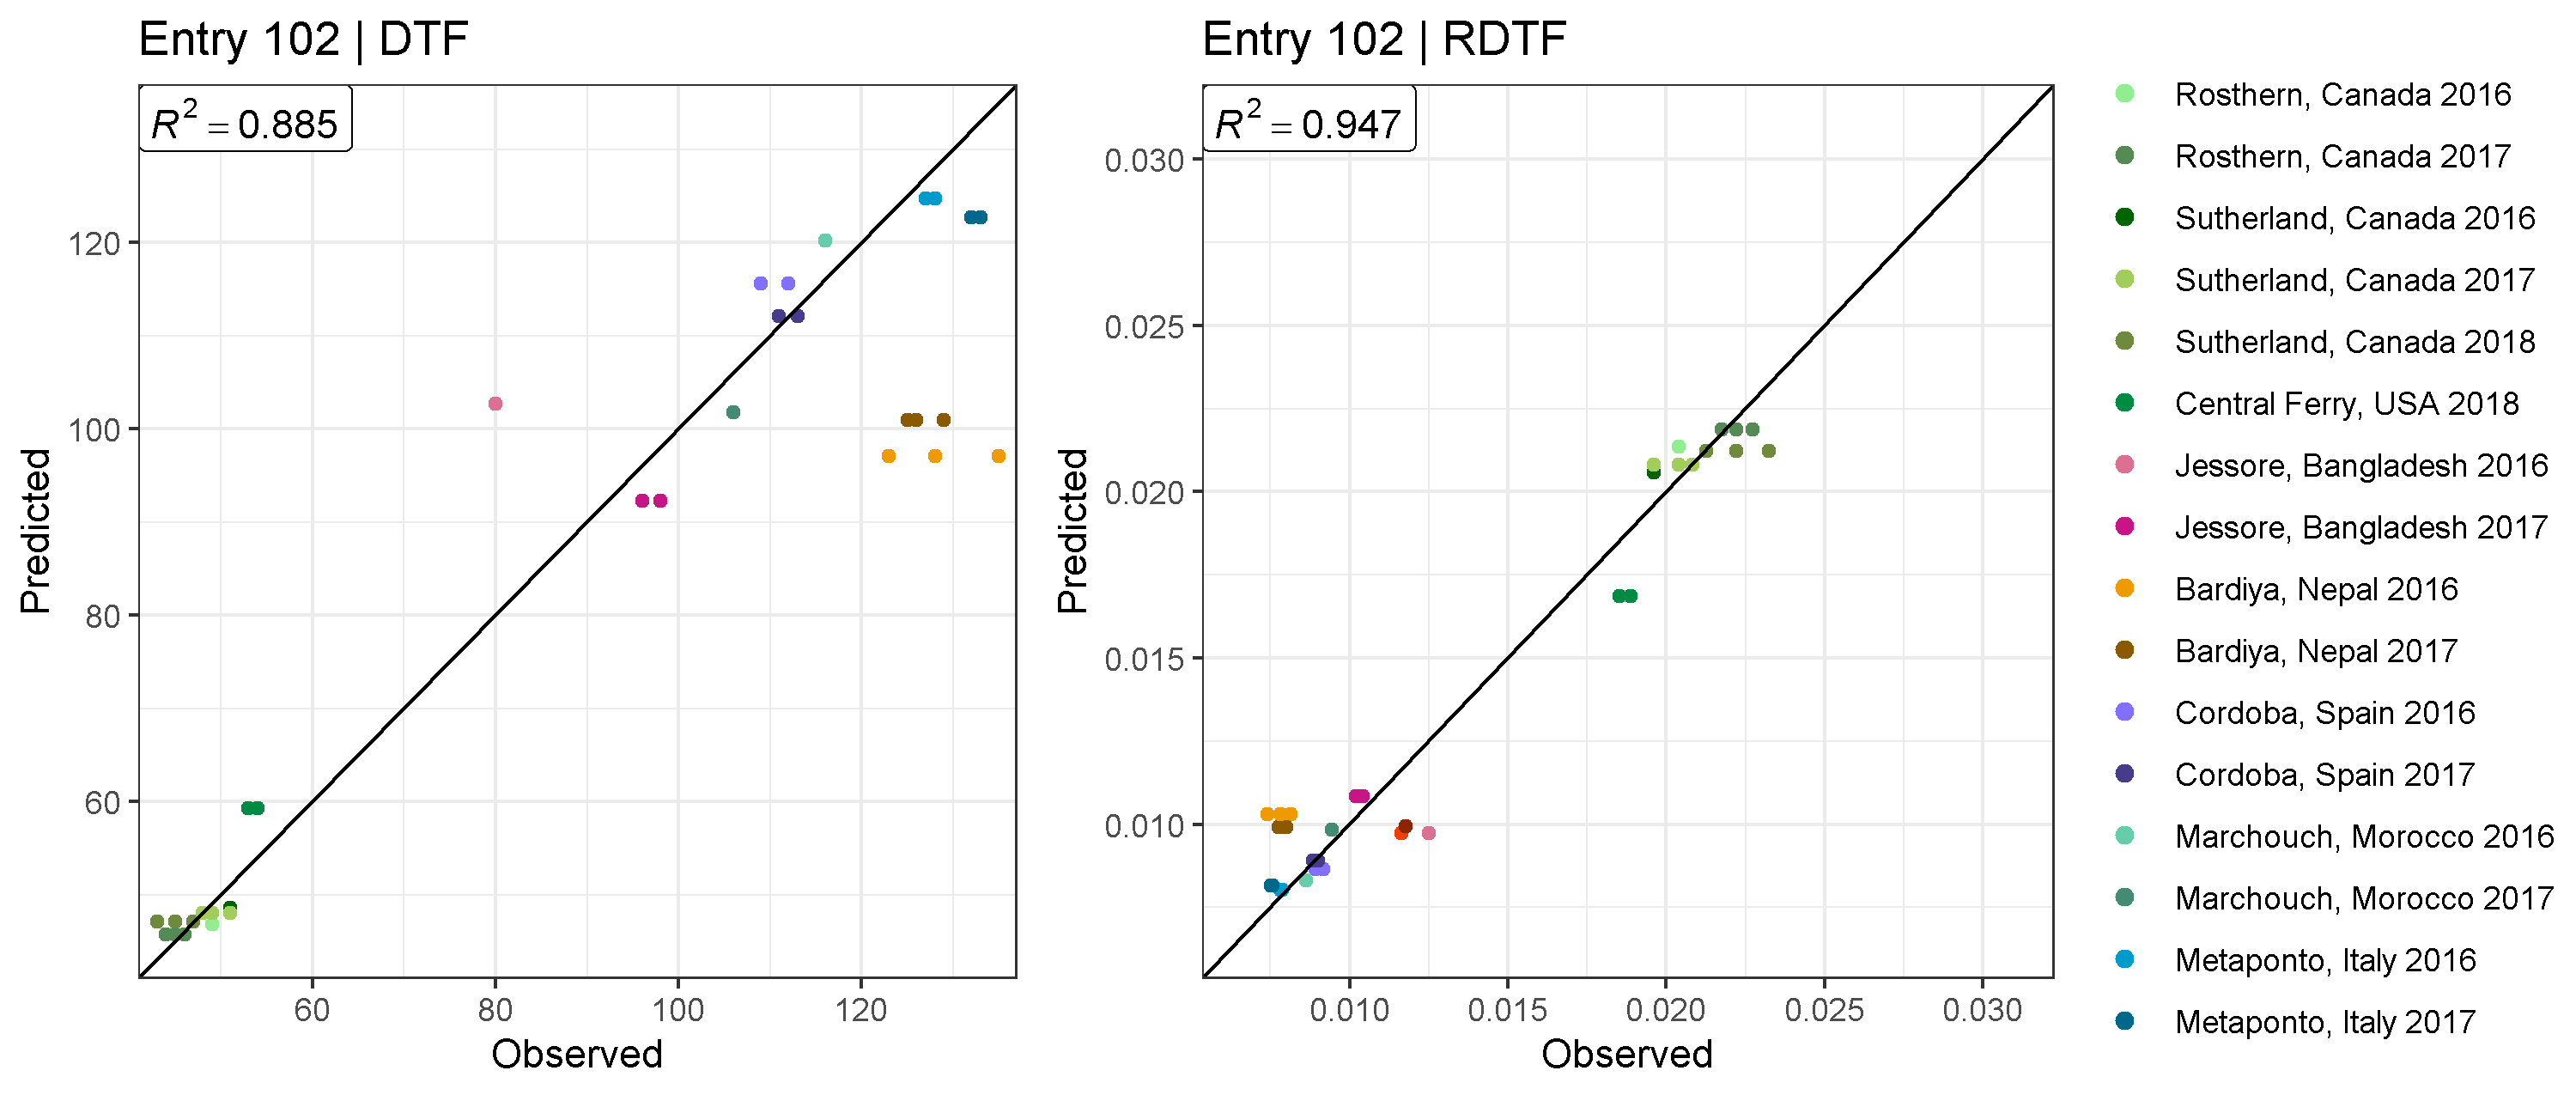 Entry 102 | DTF
R² = 0.885
120
100
80
60
60 80 100 120
Predicted
Observed
Entry 102 | RDTF
R² = 0.947
0.030
0.025
0.020
0.015
0.010
0.010 0.015 0.020 0.025 0.030
Predicted
Observed
Rosthern, Canada 2016
Rosthern, Canada 2017
Sutherland, Canada 2016
Sutherland, Canada 2017
Sutherland, Canada 2018
Central Ferry, USA 2018
Jessore, Bangladesh 2016
Jessore, Bangladesh 2017
Bardiya, Nepal 2016
Bardiya, Nepal 2017
Cordoba, Spain 2016
Cordoba, Spain 2017
Marchouch, Morocco 2016
Marchouch, Morocco 2017
Metaponto, Italy 2016
Metaponto, Italy 2017